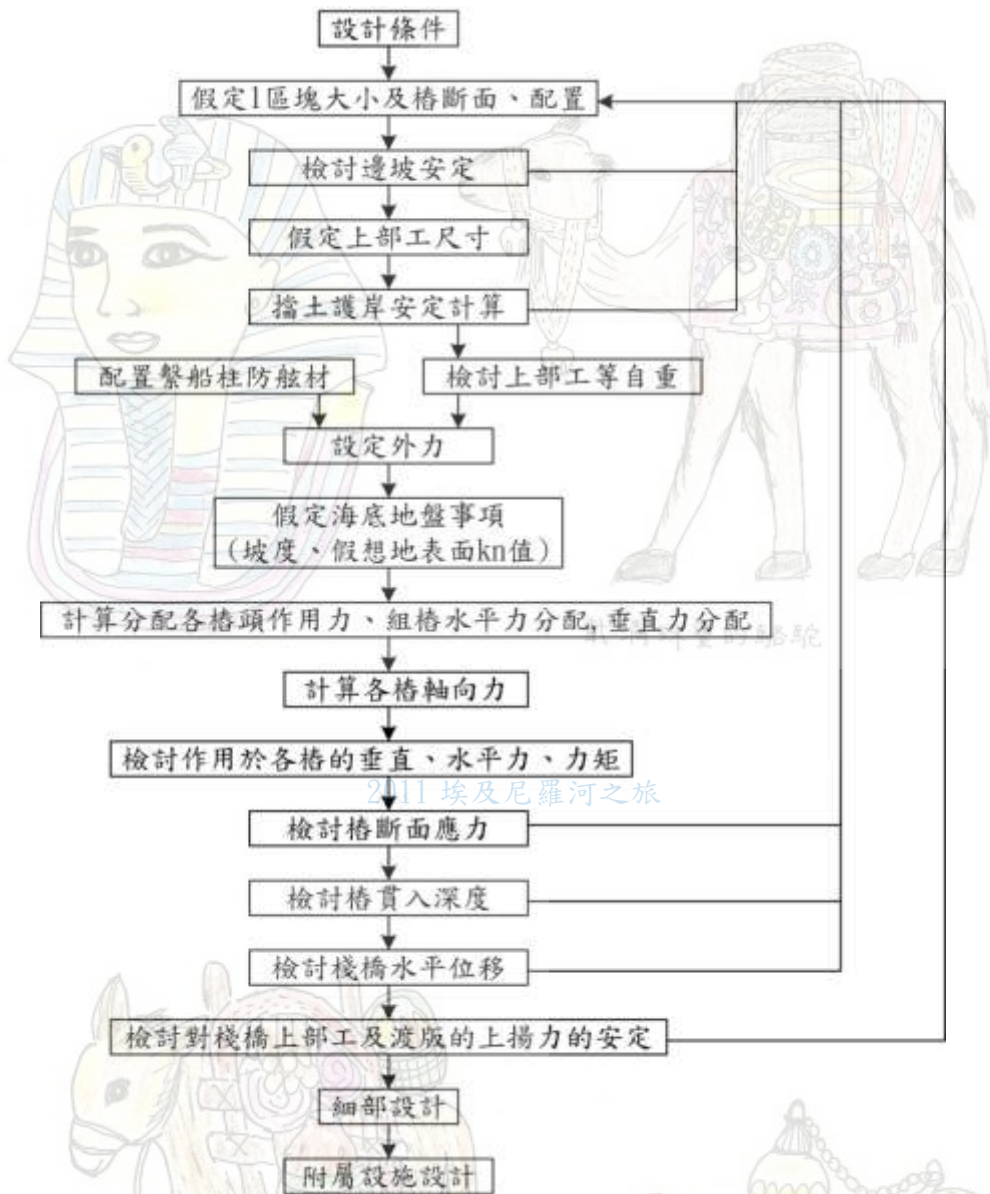 設計條件
假定1區塊大小及樁斷面、配置
檢討邊坡安定
假定上部工尺寸
擋土護岸安定計算
配置繫船柱防舷材
檢討上部工等自重
設定外力
假定海底地盤事項
(坡度、假想地表面kn值)
計算分配各樁頭作用力、組樁水平力分配,垂直力分配
計算各樁軸向力
檢討作用於各樁的垂直、水平力、力矩
2011 埃及尼羅河之旅
檢討樁斷面應力
檢討樁貫入深度
檢討棧橋水平位移
檢討對棧橋上部工及渡版的上揚力的安定
細部設計
附屬設施設計